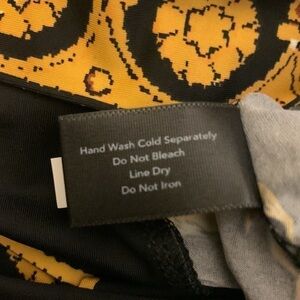 Hand Wash Cold Separately
Do Not Bleach
Line Dry
Do Not Iron